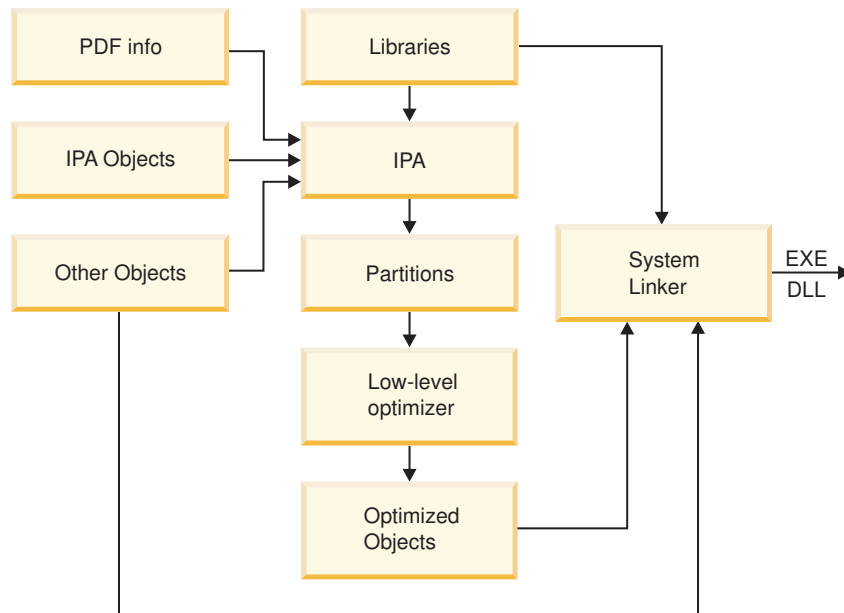 PDF info
Libraries
IPA Objects
IPA
Other Objects
Partitions
System
Linker
EXE
DLL
Low-level
optimizer
Optimized
Objects